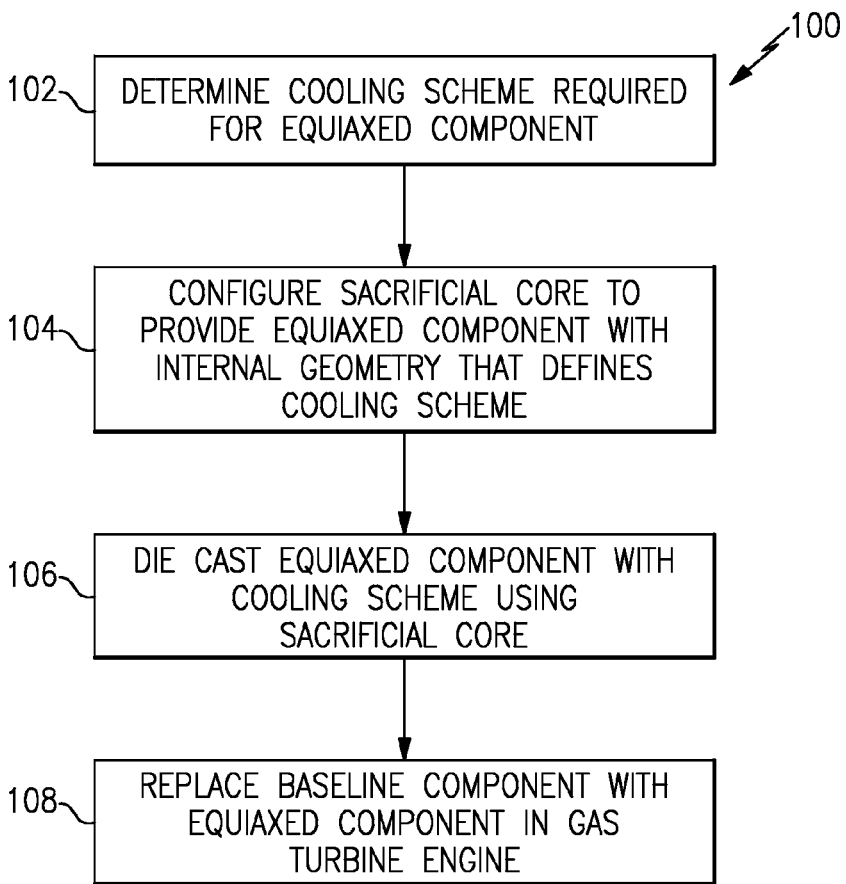 100
102
DETERMINE COOLING SCHEME REQUIRED
FOR EQUIAXED COMPONENT
104
CONFIGURE SACRIFICIAL CORE TO
PROVIDE EQUIAXED COMPONENT WITH
INTERNAL GEOMETRY THAT DEFINES
COOLING SCHEME
106
DIE CAST EQUIAXED COMPONENT WITH
COOLING SCHEME USING
SACRIFICIAL CORE
108
REPLACE BASELINE COMPONENT WITH
EQUIAXED COMPONENT IN GAS
TURBINE ENGINE